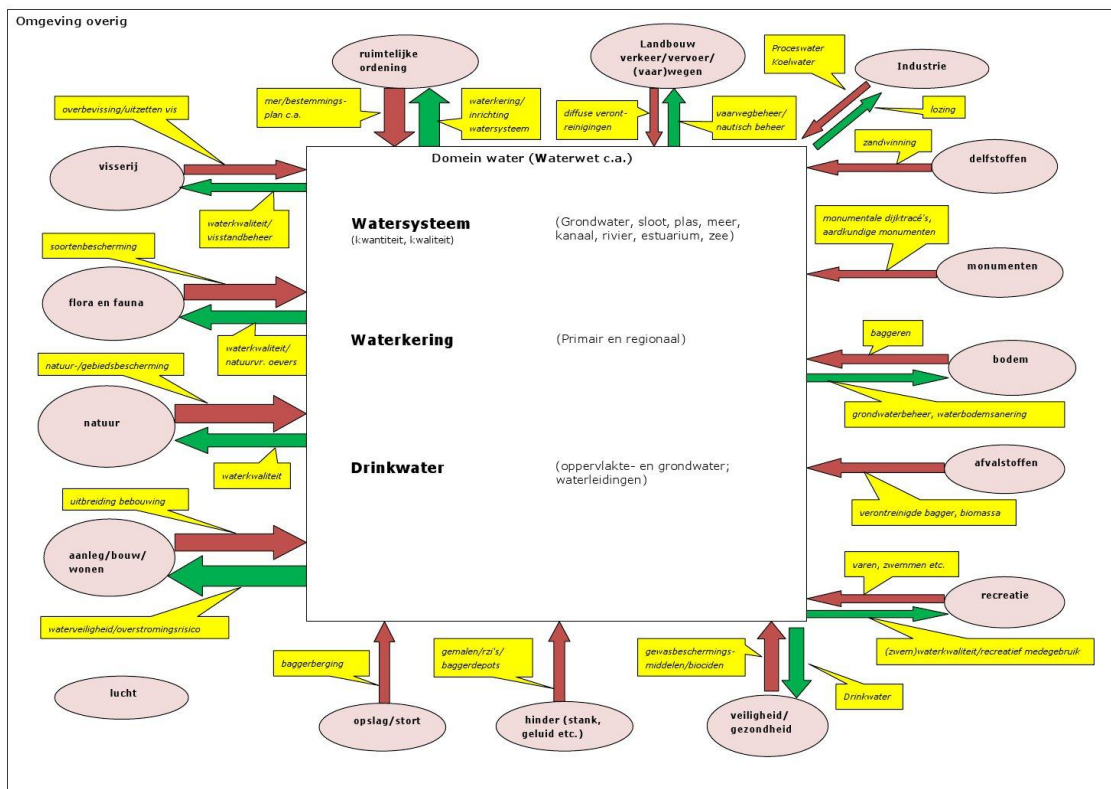 Omgeving overig
ruimtelijke
ordening
mer/bestemmings-
plan c.a.
waterkering/
inrichting
watersysteem
Landbouw
verkeer/vervoer/
(vaar)wegen
diffuse veront-
reinigingen
vaarwegbeheer/
nautisch beheer
Proceswater
Koelwater
Industrie
lozing
overbevissing/uitzetten vis
visserij
waterkwaliteit/
visstandbeheer
soortenbescherming
flora en fauna
waterkwaliteit/
natuurvr. oevers
natuur-/gebiedsbescherming
natuur
waterkwaliteit
uitbreiding bebouwing
aanleg/bouw/
wonen
waterveiligheid/overstromingsrisico
lucht
Domein water (Waterwet c.a.)
Watersysteem
(kwantiteit, kwaliteit)
(Grondwater, sloot, plas, meer,
kanaal, rivier, estuarium, zee)
Waterkering
(Primair en regionaal)
Drinkwater
(oppervlakte- en grondwater;
waterleidingen)
zandwinning
delfstoffen
monumentale dijktracé's,
aardkundige monumenten
monumenten
baggeren
bodem
grondwaterbeheer, waterbodemsanering
afvalstoffen
verontreinigde bagger, biomassa
varen, zwemmen etc.
recreatie
(zwem)waterkwaliteit/recreatief medegebruik
baggerberging
opslag/stort
gemalen/rzi's/
baggerdepots
hinder (stank,
geluid etc.)
gewasbeschermings-
middelen/biociden
veiligheid/
gezondheid
Drinkwater